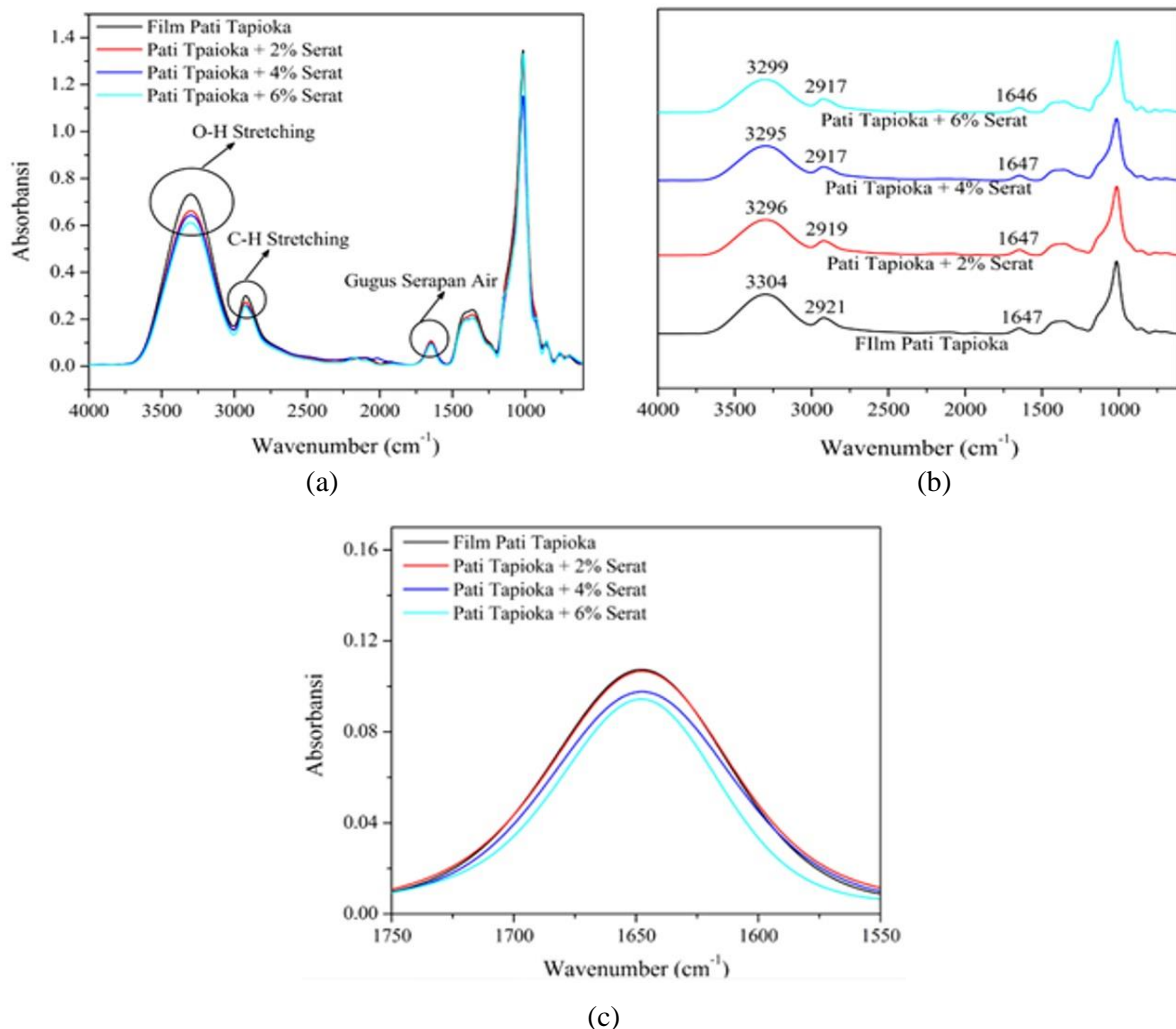 Film Pati Tapioka
Pati Tpaioka + 2% Serat
Pati Tpaioka + 4% Serat
Pati Tpaioka + 6% Serat
O-H Stretching
C-H Stretching
Gugus Serapan Air
Absorbansi
1.4
1.2
1.0
0.8
0.6
0.4
0.2
0.0
4000 3500 3000 2500 2000 1500 1000
Wavenumber (cm⁻¹)
(a)
3299 2917 1646
Pati Tapioka + 6% Serat
3295 2917 1647
Pati Tapioka + 4% Serat
3296 2919 1647
Pati Tapioka + 2% Serat
3304 2921 1647
FIlm Pati Tapioka
4000 3500 3000 2500 2000 1500 1000
Wavenumber (cm⁻¹)
(b)
Film Pati Tapioka
Pati Tapioka + 2% Serat
Pati Tapioka + 4% Serat
Pati Tapioka + 6% Serat
Absorbansi
0.16
0.12
0.08
0.04
0.00
1750 1700 1650 1600 1550
Wavenumber (cm⁻¹)
(c)